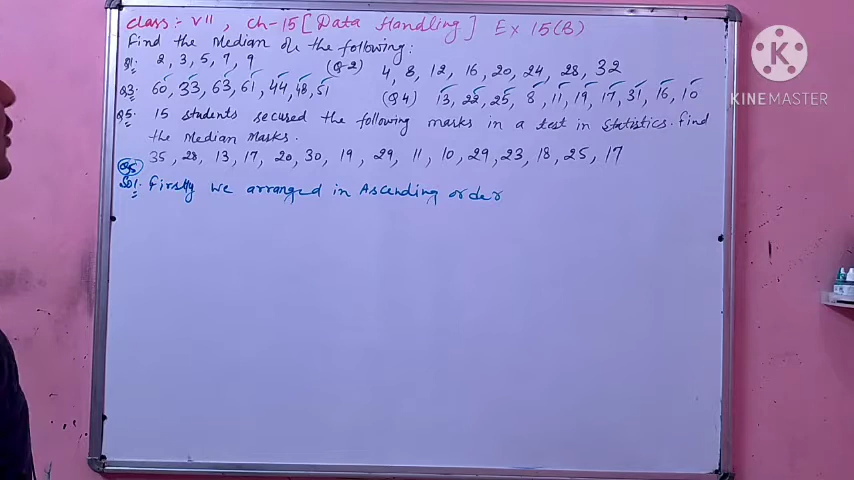 Class:- VII, Ch-15 [Data Handling] Ex 15(B)
Find the Median of the following:
Q1: 2, 3, 5, 7, 9 (Q-2) 4, 8, 12, 16, 20, 24, 28, 32
Q3: 60, 33, 63, 61, 44, 48, 51 (Q4) 13, 22, 25, 8, 11, 19, 17, 31, 16, 10
Q5: 15 students secured the following marks in a test in Statistics. Find
the Median Marks.
35, 28, 13, 17, 20, 30, 19, 29, 11, 10, 29, 23, 18, 25, 17
Q5
Sol: Firstly we arranged in Ascending order
K
KINEMASTER